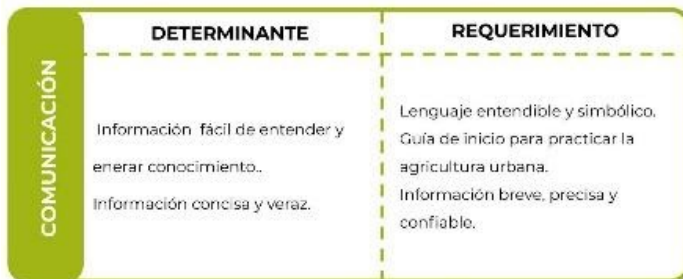 COMUNICACIÓN
DETERMINANTE
Información fácil de entender y
enerar conocimiento..
Información concisa y veraz.
REQUERIMIENTO
Lenguaje entendible y simbólico.
Guía de inicio para practicar la
agricultura urbana.
Información breve, precisa y
confiable.